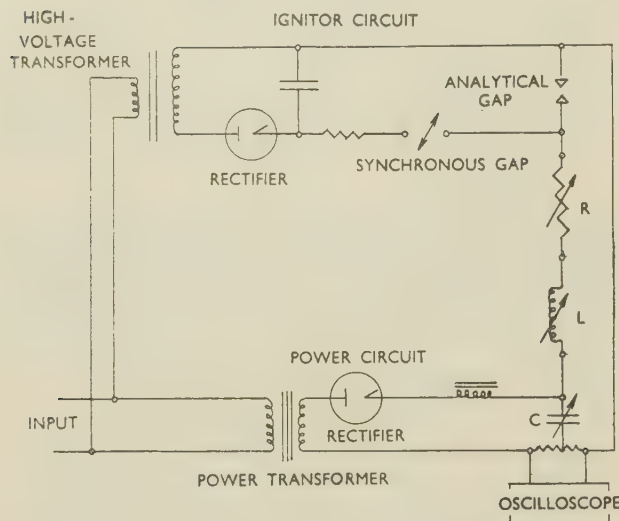 HIGH-
VOLTAGE
TRANSFORMER
IGNITOR CIRCUIT
ANALYTICAL
GAP
RECTIFIER
SYNCHRONOUS GAP
R
L
POWER CIRCUIT
INPUT
RECTIFIER
C
POWER TRANSFORMER
OSCILLOSCOPE